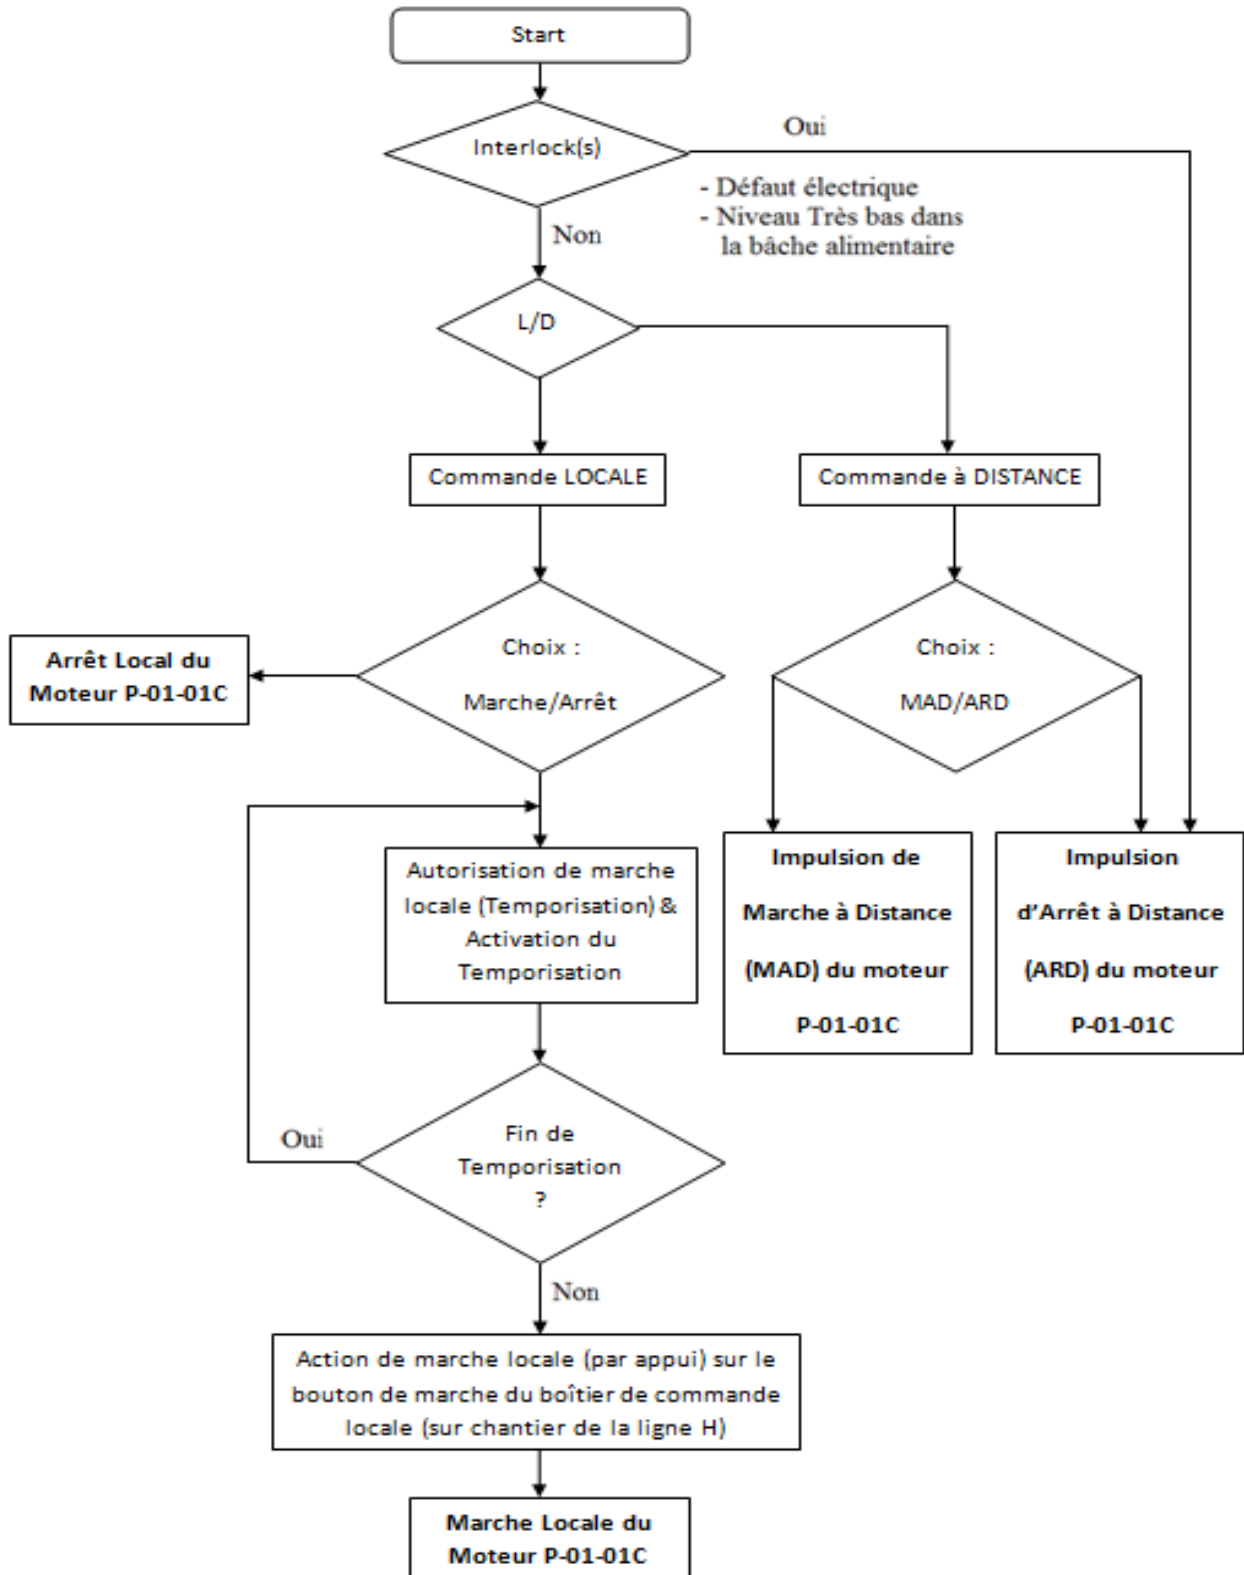 Start
Interlock(s)
Oui
- Défaut électrique
- Niveau Très bas dans
la bâche alimentaire
Non
L/D
Commande LOCALE
Commande à DISTANCE
Choix :
Marche/Arrêt
Choix :
MAD/ARD
Arrêt Local du
Moteur P-01-01C
Autorisation de marche
locale (Temporisation) &
Activation du
Temporisation
Impulsion de
Marche à Distance
(MAD) du moteur
P-01-01C
Impulsion
d'Arrêt à Distance
(ARD) du moteur
P-01-01C
Oui
Fin de
Temporisation
?
Non
Action de marche locale (par appui) sur le
bouton de marche du boîtier de commande
locale (sur chantier de la ligne H)
Marche Locale du
Moteur P-01-01C